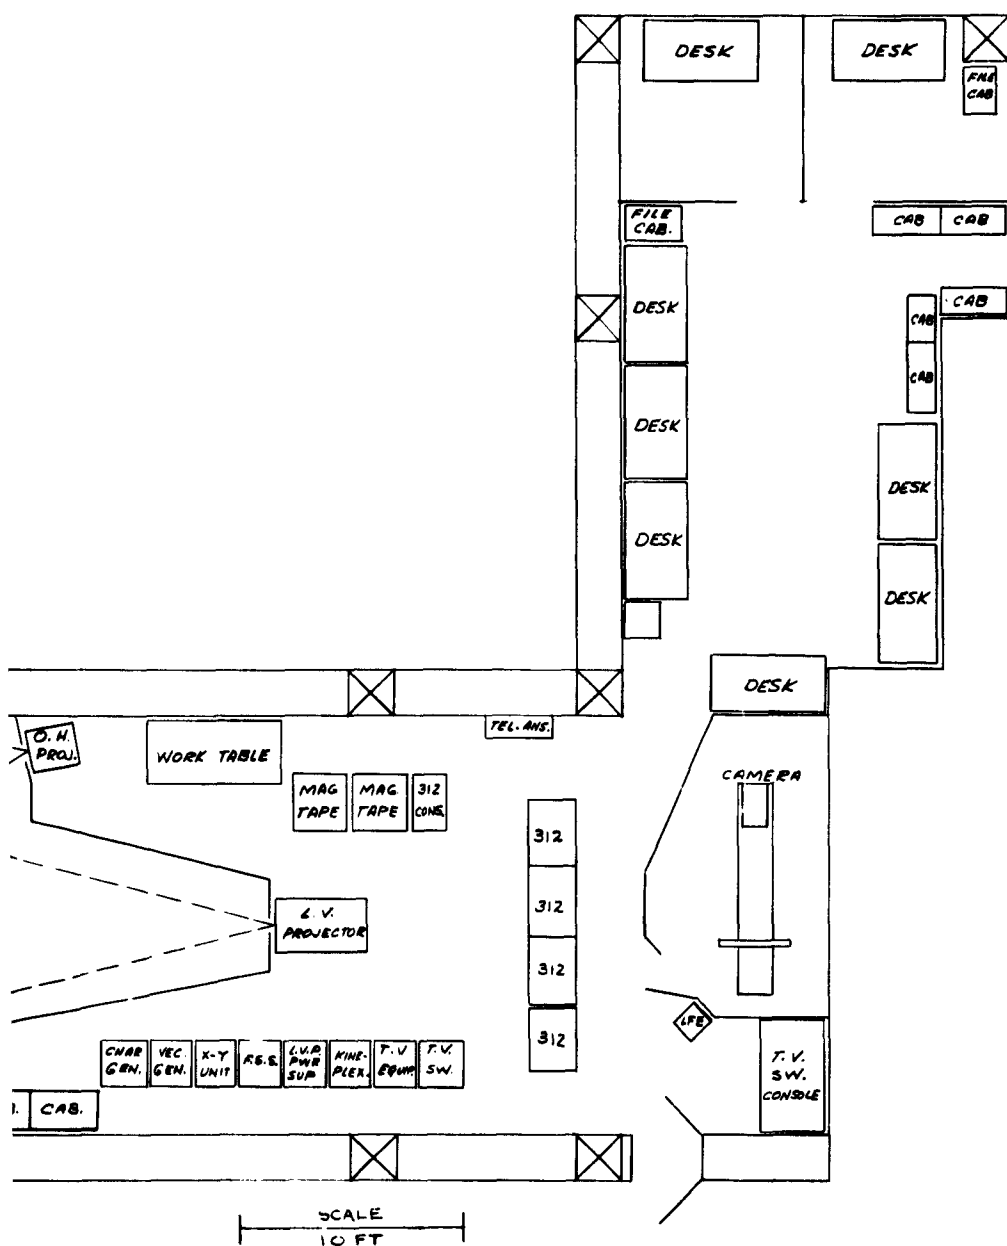 DESK
DESK
FILE
CAB
FILE
CAB.
CAB
CAB
DESK
CAB
CAB
CAB
DESK
DESK
DESK
DESK
DESK
O.H.
PROJ.
WORK TABLE
TEL. ANS.
MAG
TAPE
MAG.
TAPE
312
CONS.
CAMERA
312
312
312
312
L.V.
PROJECTOR
LFE
CHAR
GEN.
VEC.
GEN.
X-Y
UNIT
F.S.S.
L.V.P.
PWR
SUP
KINE-
PLEX.
T.V
EQUIP
T.V.
SW.
T.V.
SW.
CONSOLE
CAB.
SCALE
10 FT